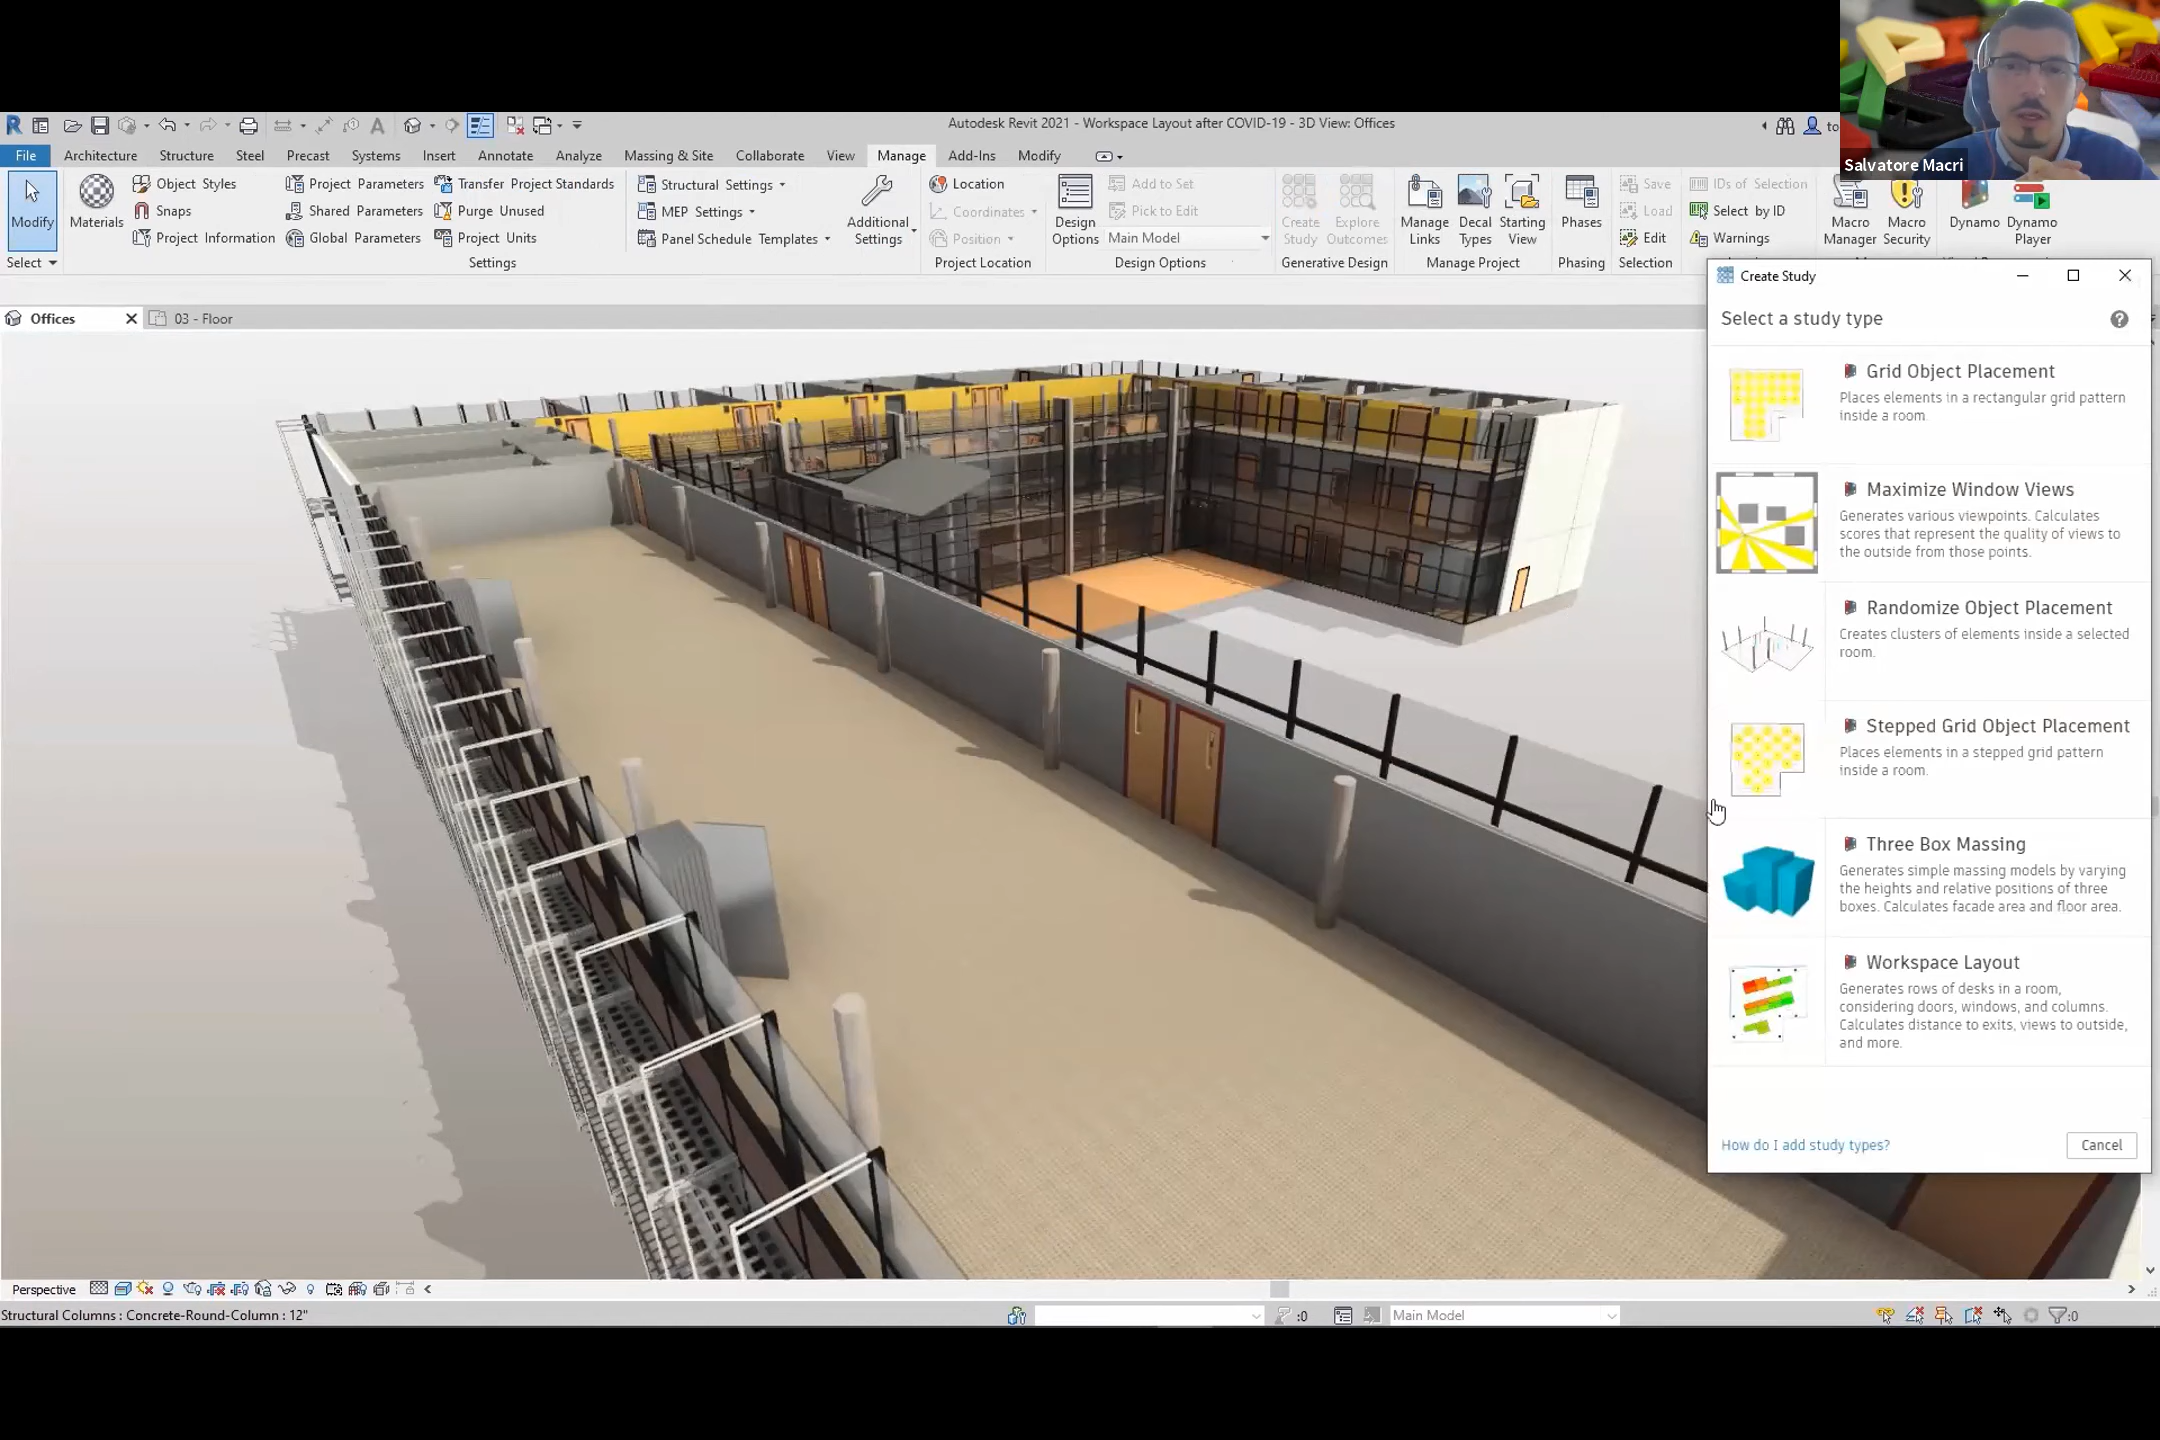 Autodesk Revit 2021 - Workspace Layout after COVID-19 - 3D View: Offices
to
Salvatore Macri
File Architecture Structure Steel Precast Systems Insert Annotate Analyze Massing & Site Collaborate View Manage Add-Ins Modify
Modify
Select
Materials
Object Styles
Snaps
Project Information
Project Parameters
Shared Parameters
Global Parameters
Transfer Project Standards
Purge Unused
Project Units
Settings
Structural Settings
MEP Settings
Panel Schedule Templates
Additional
Settings
Location
Coordinates
Position
Project Location
Design
Options
Add to Set
Pick to Edit
Main Model
Design Options
Create
Study
Explore
Outcomes
Generative Design
Manage
Links
Decal
Types
Starting
View
Manage Project
Phases
Phasing
Save
Load
Edit
Selection
IDs of Selection
Select by ID
Warnings
Macro
Manager
Macro
Security
Dynamo
Dynamo
Player
Offices
03 - Floor
Create Study
Select a study type
Grid Object Placement
Places elements in a rectangular grid pattern
inside a room.
Maximize Window Views
Generates various viewpoints. Calculates
scores that represent the quality of views to
the outside from those points.
Randomize Object Placement
Creates clusters of elements inside a selected
room.
Stepped Grid Object Placement
Places elements in a stepped grid pattern
inside a room.
Three Box Massing
Generates simple massing models by varying
the heights and relative positions of three
boxes. Calculates facade area and floor area.
Workspace Layout
Generates rows of desks in a room,
considering doors, windows, and columns.
Calculates distance to exits, views to outside,
and more.
How do I add study types?
Cancel
Perspective
Structural Columns : Concrete-Round-Column : 12"
:0
Main Model
:0